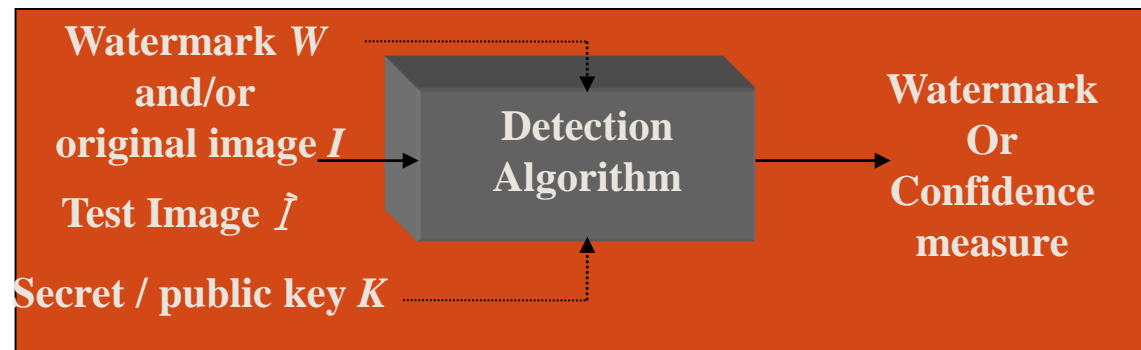 Watermark W
and/or
original image I
Test Image Î
Secret / public key K
Detection
Algorithm
Watermark
Or
Confidence
measure